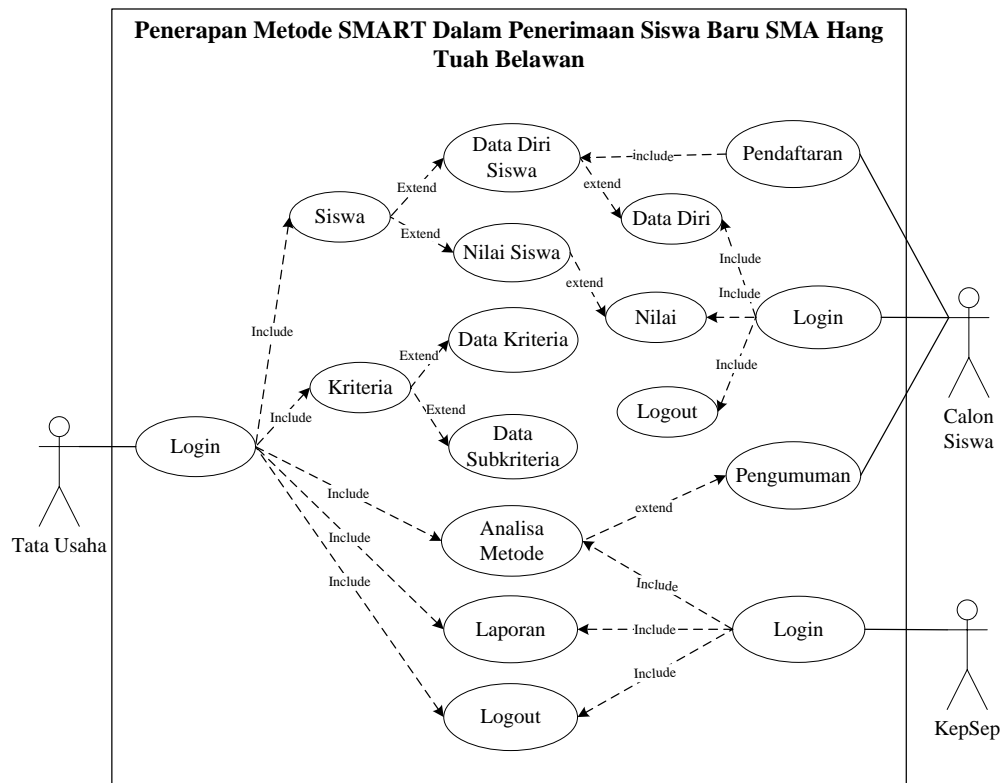 Penerapan Metode SMART Dalam Penerimaan Siswa Baru SMA Hang
Tuah Belawan
Data Diri
Siswa
include
Pendaftaran
Extend
extend
Siswa
Data Diri
Extend
Nilai Siswa
Include
extend
Include
Include
Nilai
Login
Data Kriteria
Extend
Include
Kriteria
Include
Extend
Logout
Calon
Siswa
Login
Data
Subkriteria
Pengumuman
Include
extend
Tata Usaha
Analisa
Metode
Include
Include
Include
Laporan
Include
Login
Include
Logout
KepSep